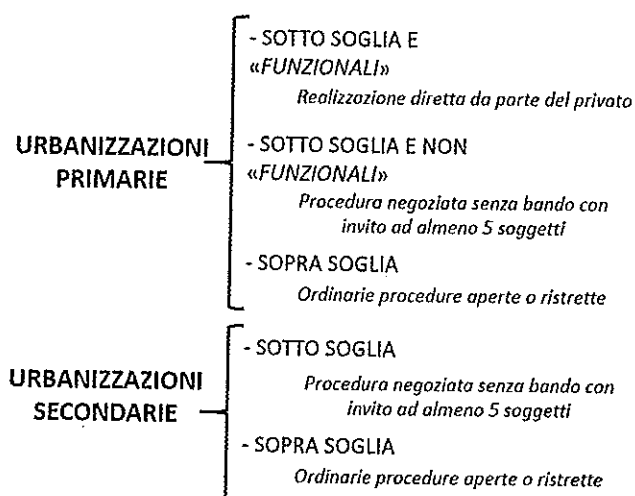 - SOTTO SOGLIA E
«FUNZIONALI»
Realizzazione diretta da parte del privato
URBANIZZAZIONI
PRIMARIE
- SOTTO SOGLIA E NON
«FUNZIONALI»
Procedura negoziata senza bando con
invito ad almeno 5 soggetti
- SOPRA SOGLIA
Ordinarie procedure aperte o ristrette
URBANIZZAZIONI
SECONDARIE
- SOTTO SOGLIA
Procedura negoziata senza bando con
invito ad almeno 5 soggetti
- SOPRA SOGLIA
Ordinarie procedure aperte o ristrette